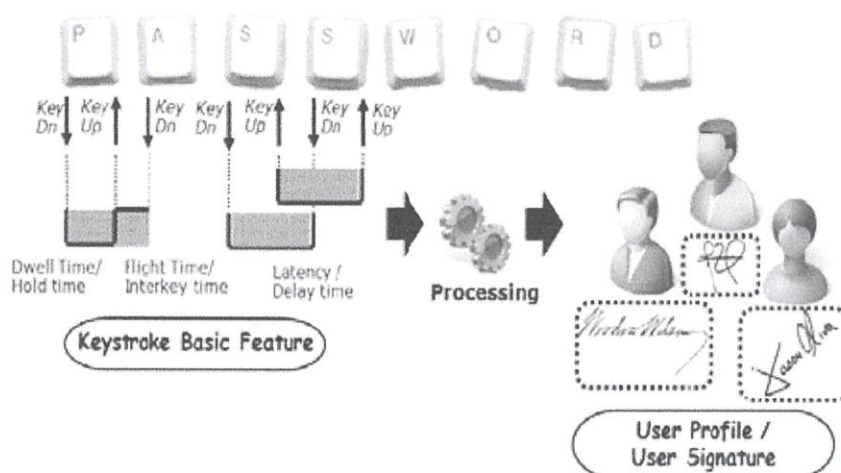 P A S S W O R D
Key Dn Key Up Key Dn Key Dn Key Up Key Dn Key Up
Dwell Time/
Hold time
Flight Time/
Interkey time
Latency /
Delay time
Processing
Keystroke Basic Feature
User Profile /
User Signature